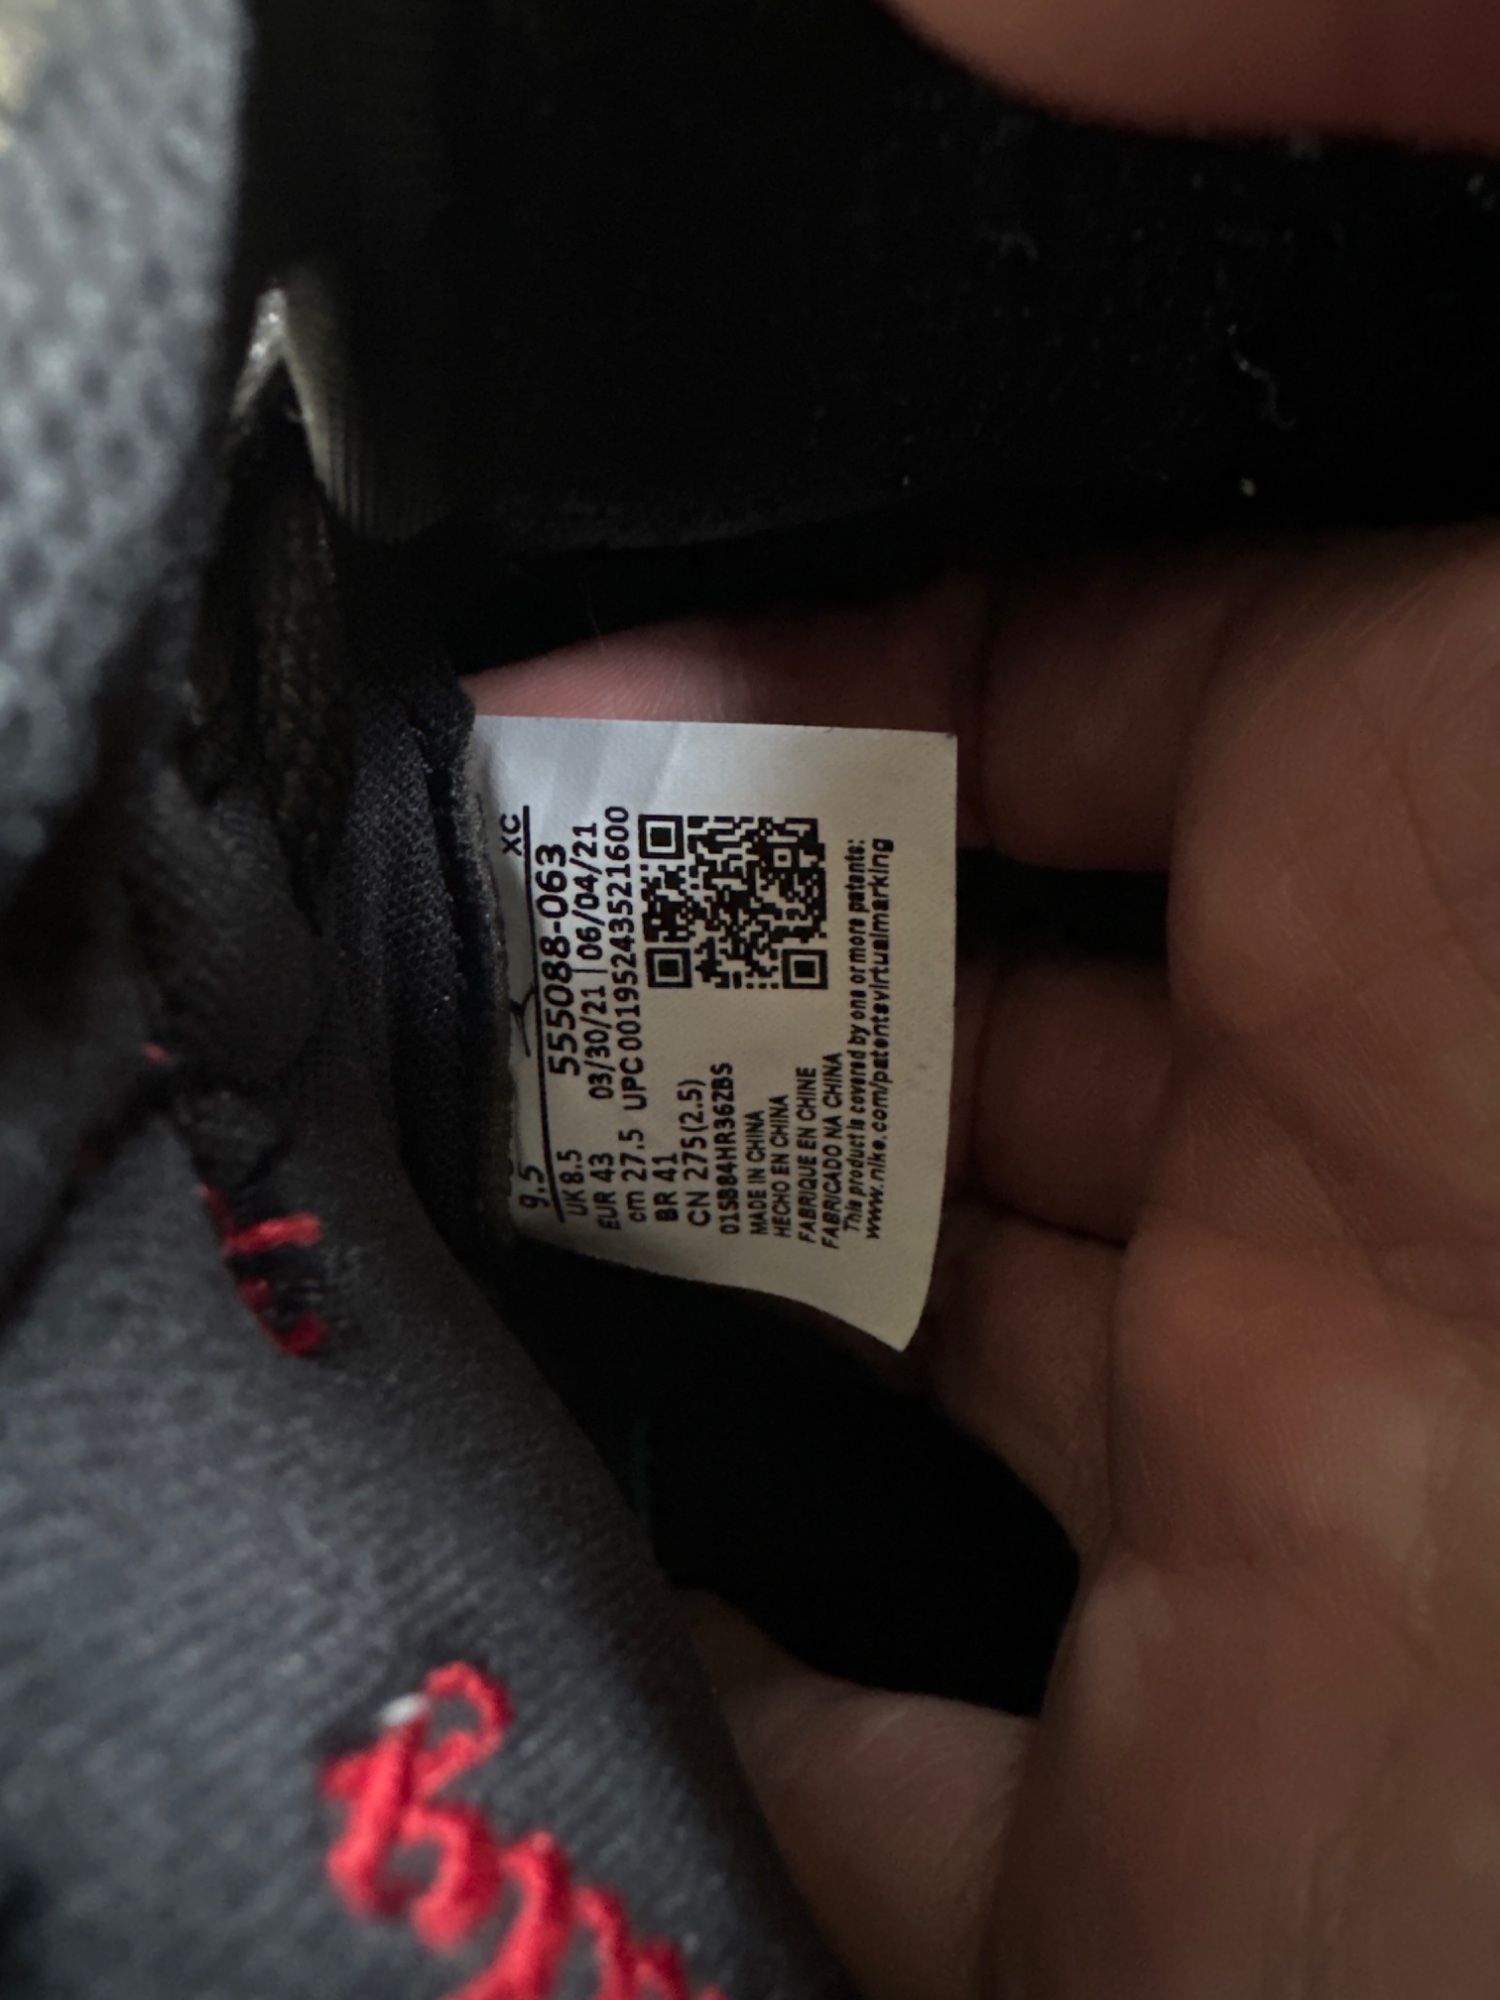 XC
9.5
UK 8.5 555088-063
EUR 43 03/30/21 | 06/04/21
cm 27.5 UPC 00195243521600
BR 41
CN 275(2.5)
01SB84HR36ZBS
MADE IN CHINA
HECHO EN CHINA
FABRIQUE EN CHINE
FABRICADO NA CHINA
This product is covered by one or more patents:
www.nike.com/patentsvirtualmarking